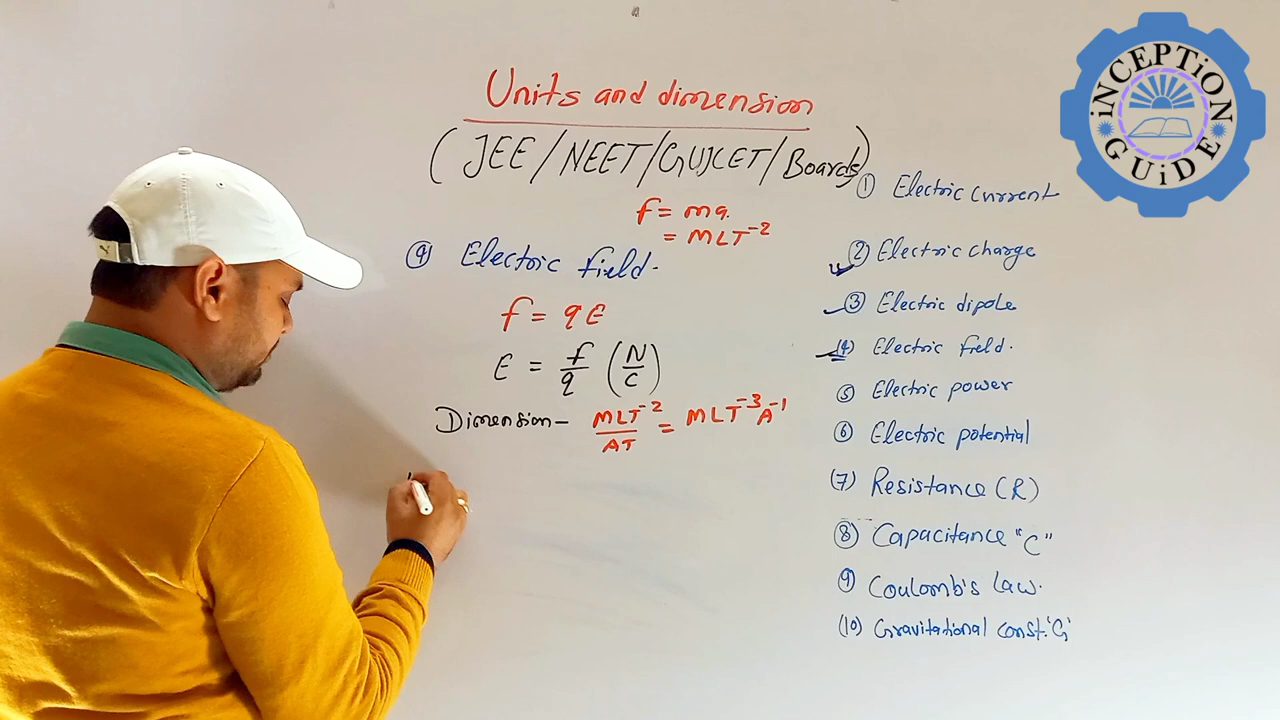 Units and dimension
(JEE/NEET/GUJCET/Boards)
f = ma
= MLT⁻²
④ Electric field.
f = qE
E = f/q (N/C)
Dimension - MLT⁻²/AT = MLT⁻³A⁻¹
① Electric current
② Electric charge
③ Electric dipole
④ Electric field.
⑤ Electric power
⑥ Electric potential
(7) Resistance (R)
⑧ Capacitance "C"
⑨ Coulomb's Law.
(10) Gravitational const. 'G'
iNCEPTiON
GUiDE